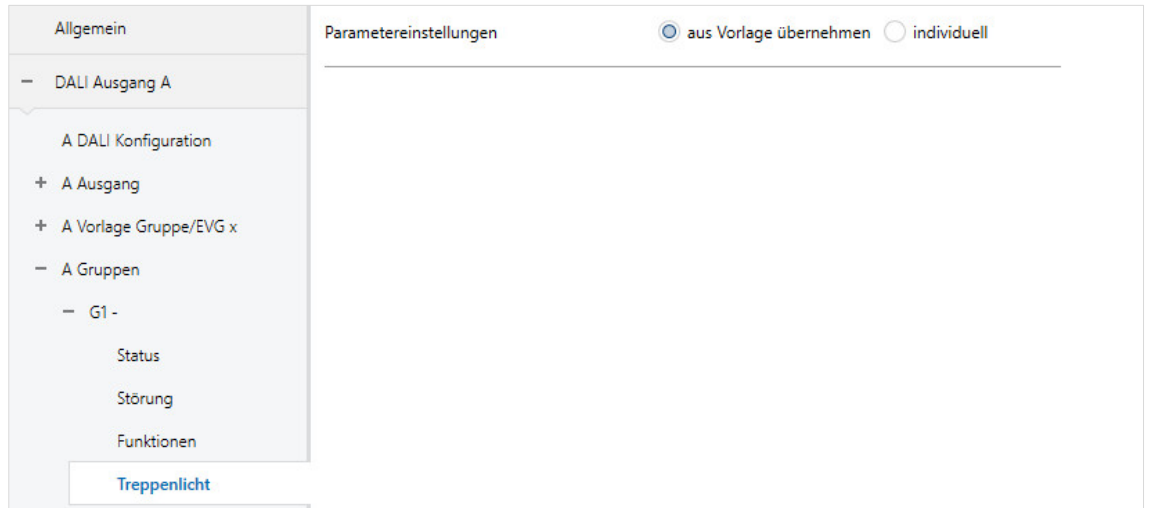 Allgemein
Parametereinstellungen aus Vorlage übernehmen individuell
− DALI Ausgang A
A DALI Konfiguration
+ A Ausgang
+ A Vorlage Gruppe/EVG x
− A Gruppen
− G1 -
Status
Störung
Funktionen
Treppenlicht